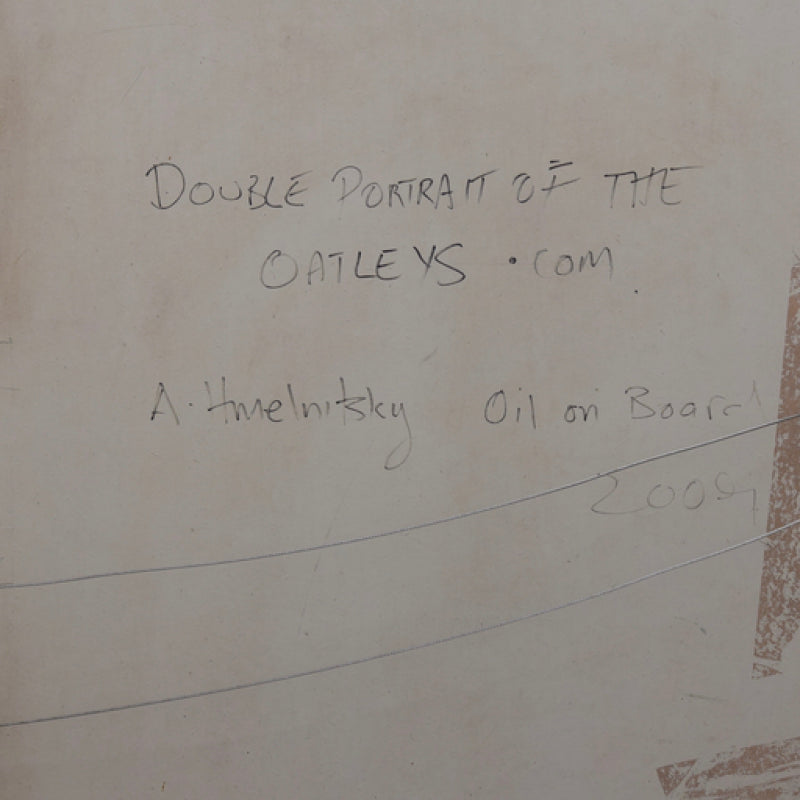 DOUBLE PORTRAIT OF THE
OATLEYS .COM
A. Hmelnitsky Oil on Board
2009